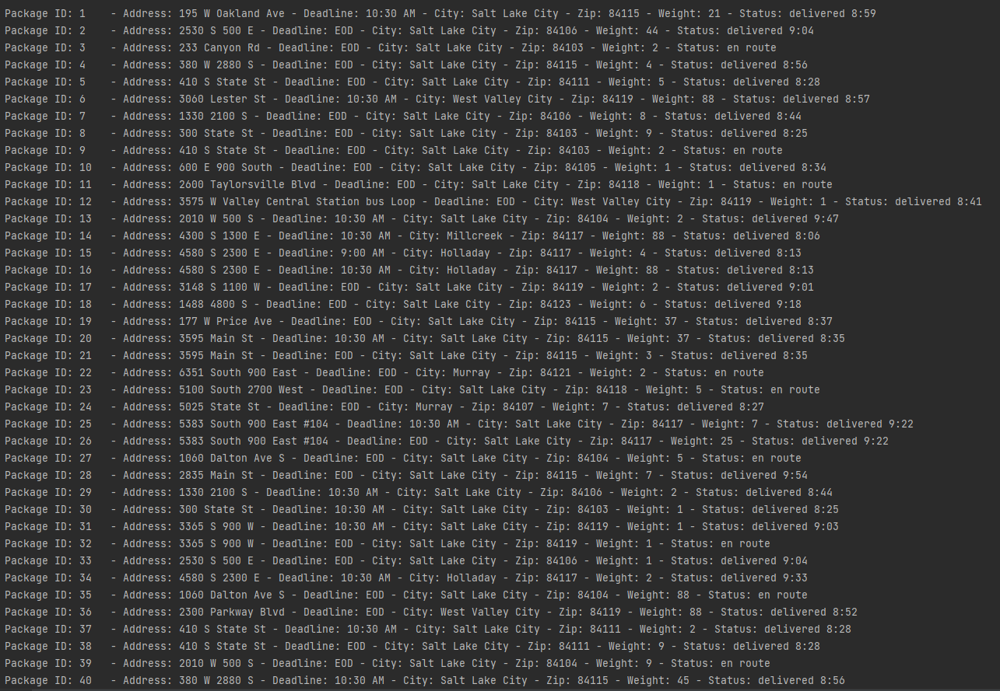 Package ID: 1    - Address: 195 W Oakland Ave - Deadline: 10:30 AM - City: Salt Lake City - Zip: 84115 - Weight: 21 - Status: delivered 8:59
Package ID: 2    - Address: 2530 S 500 E - Deadline: EOD - City: Salt Lake City - Zip: 84106 - Weight: 44 - Status: delivered 9:04
Package ID: 3    - Address: 233 Canyon Rd - Deadline: EOD - City: Salt Lake City - Zip: 84103 - Weight: 2 - Status: en route
Package ID: 4    - Address: 380 W 2880 S - Deadline: EOD - City: Salt Lake City - Zip: 84115 - Weight: 4 - Status: delivered 8:56
Package ID: 5    - Address: 410 S State St - Deadline: EOD - City: Salt Lake City - Zip: 84111 - Weight: 5 - Status: delivered 8:28
Package ID: 6    - Address: 3060 Lester St - Deadline: 10:30 AM - City: West Valley City - Zip: 84119 - Weight: 88 - Status: delivered 8:57
Package ID: 7    - Address: 1330 2100 S - Deadline: EOD - City: Salt Lake City - Zip: 84106 - Weight: 8 - Status: delivered 8:44
Package ID: 8    - Address: 300 State St - Deadline: EOD - City: Salt Lake City - Zip: 84103 - Weight: 9 - Status: delivered 8:25
Package ID: 9    - Address: 410 S State St - Deadline: EOD - City: Salt Lake City - Zip: 84103 - Weight: 2 - Status: en route
Package ID: 10   - Address: 600 E 900 South - Deadline: EOD - City: Salt Lake City - Zip: 84105 - Weight: 1 - Status: delivered 8:34
Package ID: 11   - Address: 2600 Taylorsville Blvd - Deadline: EOD - City: Salt Lake City - Zip: 84118 - Weight: 1 - Status: en route
Package ID: 12   - Address: 3575 W Valley Central Station bus Loop - Deadline: EOD - City: West Valley City - Zip: 84119 - Weight: 1 - Status: delivered 8:41
Package ID: 13   - Address: 2010 W 500 S - Deadline: 10:30 AM - City: Salt Lake City - Zip: 84104 - Weight: 2 - Status: delivered 9:47
Package ID: 14   - Address: 4300 S 1300 E - Deadline: 10:30 AM - City: Millcreek - Zip: 84117 - Weight: 88 - Status: delivered 8:06
Package ID: 15   - Address: 4580 S 2300 E - Deadline: 9:00 AM - City: Holladay - Zip: 84117 - Weight: 4 - Status: delivered 8:13
Package ID: 16   - Address: 4580 S 2300 E - Deadline: 10:30 AM - City: Holladay - Zip: 84117 - Weight: 88 - Status: delivered 8:13
Package ID: 17   - Address: 3148 S 1100 W - Deadline: EOD - City: Salt Lake City - Zip: 84119 - Weight: 2 - Status: delivered 9:01
Package ID: 18   - Address: 1488 4800 S - Deadline: EOD - City: Salt Lake City - Zip: 84123 - Weight: 6 - Status: delivered 9:18
Package ID: 19   - Address: 177 W Price Ave - Deadline: EOD - City: Salt Lake City - Zip: 84115 - Weight: 37 - Status: delivered 8:37
Package ID: 20   - Address: 3595 Main St - Deadline: 10:30 AM - City: Salt Lake City - Zip: 84115 - Weight: 37 - Status: delivered 8:35
Package ID: 21   - Address: 3595 Main St - Deadline: EOD - City: Salt Lake City - Zip: 84115 - Weight: 3 - Status: delivered 8:35
Package ID: 22   - Address: 6351 South 900 East - Deadline: EOD - City: Murray - Zip: 84121 - Weight: 2 - Status: en route
Package ID: 23   - Address: 5100 South 2700 West - Deadline: EOD - City: Salt Lake City - Zip: 84118 - Weight: 5 - Status: en route
Package ID: 24   - Address: 5025 State St - Deadline: EOD - City: Murray - Zip: 84107 - Weight: 7 - Status: delivered 8:27
Package ID: 25   - Address: 5383 South 900 East #104 - Deadline: 10:30 AM - City: Salt Lake City - Zip: 84117 - Weight: 7 - Status: delivered 9:22
Package ID: 26   - Address: 5383 South 900 East #104 - Deadline: EOD - City: Salt Lake City - Zip: 84117 - Weight: 25 - Status: delivered 9:22
Package ID: 27   - Address: 1060 Dalton Ave S - Deadline: EOD - City: Salt Lake City - Zip: 84104 - Weight: 5 - Status: en route
Package ID: 28   - Address: 2835 Main St - Deadline: EOD - City: Salt Lake City - Zip: 84115 - Weight: 7 - Status: delivered 9:54
Package ID: 29   - Address: 1330 2100 S - Deadline: 10:30 AM - City: Salt Lake City - Zip: 84106 - Weight: 2 - Status: delivered 8:44
Package ID: 30   - Address: 300 State St - Deadline: 10:30 AM - City: Salt Lake City - Zip: 84103 - Weight: 1 - Status: delivered 8:25
Package ID: 31   - Address: 3365 S 900 W - Deadline: 10:30 AM - City: Salt Lake City - Zip: 84119 - Weight: 1 - Status: delivered 9:03
Package ID: 32   - Address: 3365 S 900 W - Deadline: EOD - City: Salt Lake City - Zip: 84119 - Weight: 1 - Status: en route
Package ID: 33   - Address: 2530 S 500 E - Deadline: EOD - City: Salt Lake City - Zip: 84106 - Weight: 1 - Status: delivered 9:04
Package ID: 34   - Address: 4580 S 2300 E - Deadline: 10:30 AM - City: Holladay - Zip: 84117 - Weight: 2 - Status: delivered 9:33
Package ID: 35   - Address: 1060 Dalton Ave S - Deadline: EOD - City: Salt Lake City - Zip: 84104 - Weight: 88 - Status: en route
Package ID: 36   - Address: 2300 Parkway Blvd - Deadline: EOD - City: West Valley City - Zip: 84119 - Weight: 88 - Status: delivered 8:52
Package ID: 37   - Address: 410 S State St - Deadline: 10:30 AM - City: Salt Lake City - Zip: 84111 - Weight: 2 - Status: delivered 8:28
Package ID: 38   - Address: 410 S State St - Deadline: EOD - City: Salt Lake City - Zip: 84111 - Weight: 9 - Status: delivered 8:28
Package ID: 39   - Address: 2010 W 500 S - Deadline: EOD - City: Salt Lake City - Zip: 84104 - Weight: 9 - Status: en route
Package ID: 40   - Address: 380 W 2880 S - Deadline: 10:30 AM - City: Salt Lake City - Zip: 84115 - Weight: 45 - Status: delivered 8:56